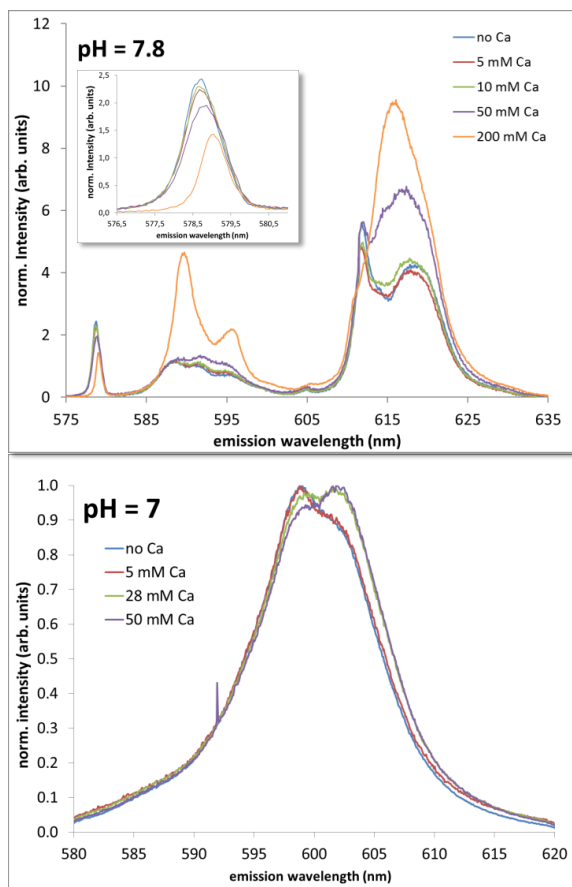 pH = 7.8
norm. Intensity (arb. units)
12
10
8
6
4
2
0
575
585
595
605
615
625
635
emission wavelength (nm)
no Ca
5 mM Ca
10 mM Ca
50 mM Ca
200 mM Ca
norm. Intensity (arb. units)
2,5
2,0
1,5
1,0
0,5
0,0
576,5
577,5
578,5
579,5
580,5
emission wavelength (nm)
pH = 7
norm. intensity (arb. units)
1.0
0.9
0.8
0.7
0.6
0.5
0.4
0.3
0.2
0.1
0.0
580
585
590
595
600
605
610
615
620
emission wavelength (nm)
no Ca
5 mM Ca
28 mM Ca
50 mM Ca